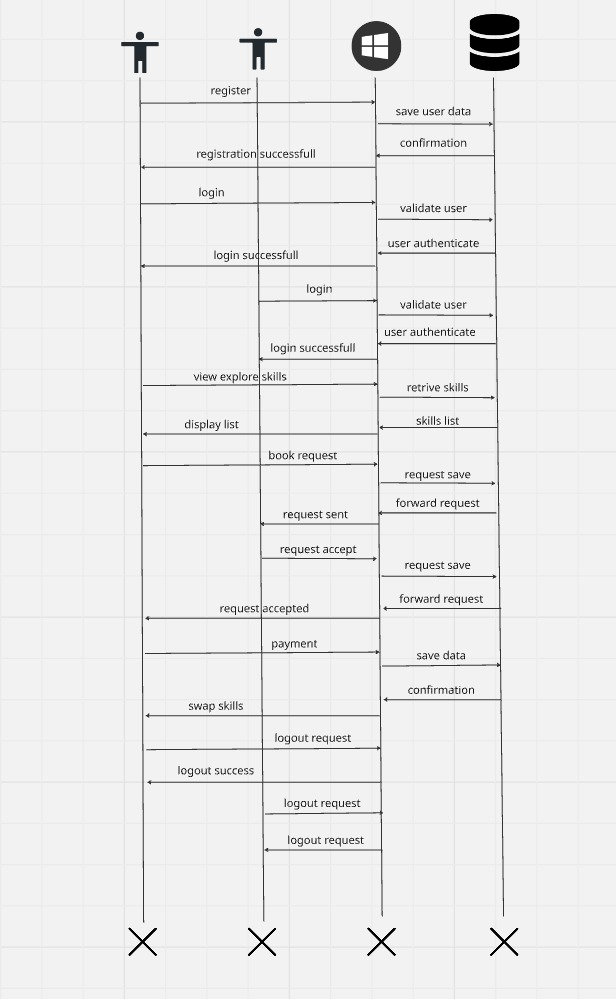 register
save user data
confirmation
registration successfull
login
validate user
user authenticate
login successfull
login
validate user
user authenticate
login successfull
view explore skills
retrive skills
skills list
display list
book request
request save
forward request
request sent
request accept
request save
forward request
request accepted
payment
save data
confirmation
swap skills
logout request
logout success
logout request
logout request